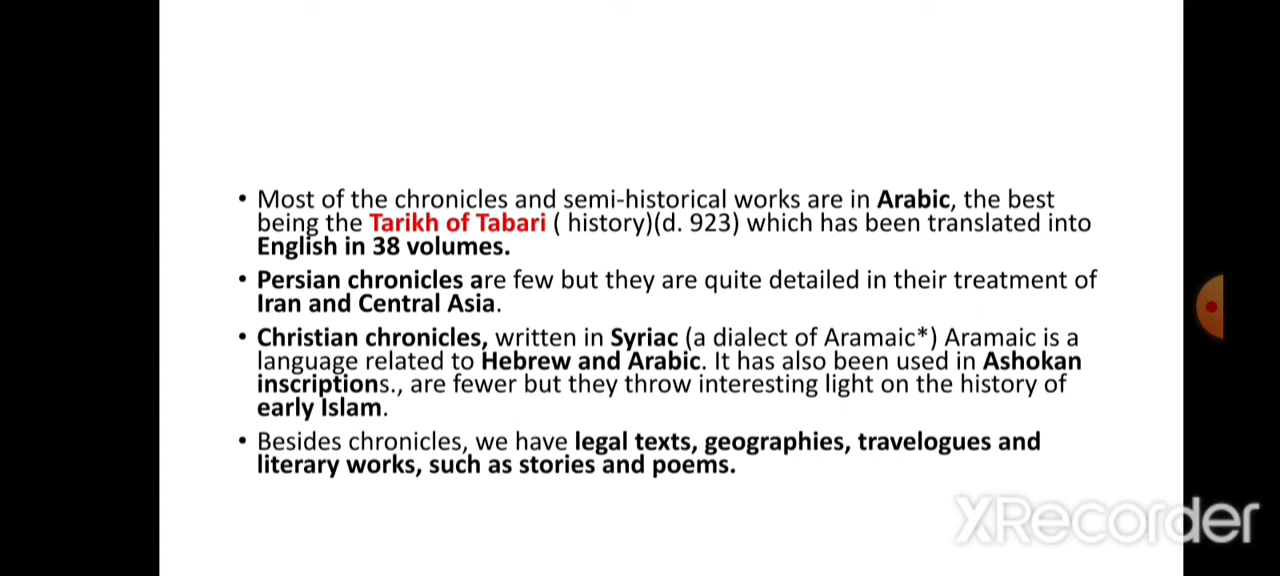 • Most of the chronicles and semi-historical works are in Arabic, the best
being the Tarikh of Tabari ( history)(d. 923) which has been translated into
English in 38 volumes.
• Persian chronicles are few but they are quite detailed in their treatment of
Iran and Central Asia.
• Christian chronicles, written in Syriac (a dialect of Aramaic*) Aramaic is a
language related to Hebrew and Arabic. It has also been used in Ashokan
inscriptions., are fewer but they throw interesting light on the history of
early Islam.
• Besides chronicles, we have legal texts, geographies, travelogues and
literary works, such as stories and poems.
XRecorder